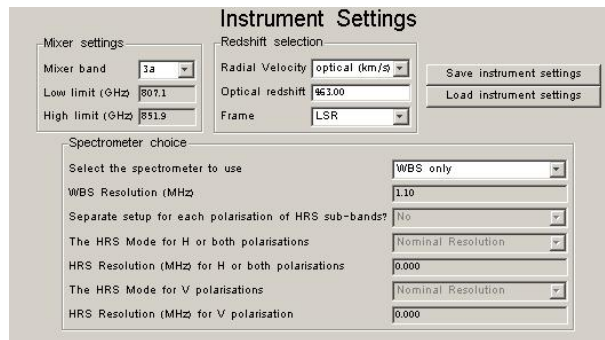 Instrument Settings
Mixer settings
Mixer band 3a
Low limit (GHz) 807.1
High limit (GHz) 851.9
Redshift selection
Radial Velocity optical (km/s)
Optical redshift 963.00
Frame LSR
Save instrument settings
Load instrument settings
Spectrometer choice
Select the spectrometer to use WBS only
WBS Resolution (MHz) 1.10
Separate setup for each polarisation of HRS sub-bands? No
The HRS Mode for H or both polarisations Nominal Resolution
HRS Resolution (MHz) for H or both polarisations 0.000
The HRS Mode for V polarisations Nominal Resolution
HRS Resolution (MHz) for V polarisation 0.000